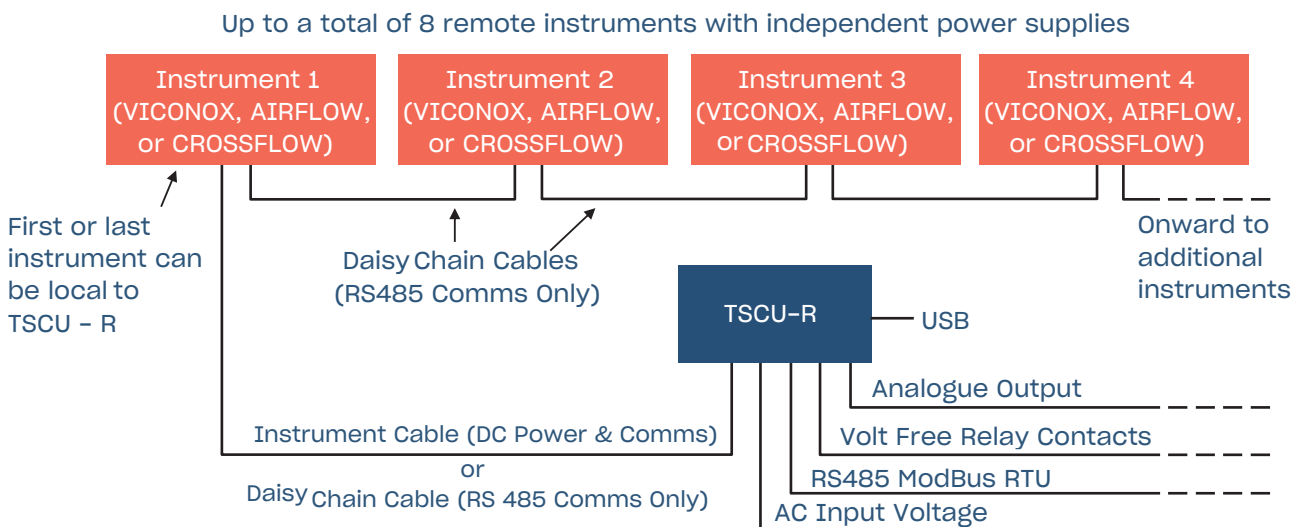 Up to a total of 8 remote instruments with independent power supplies
Instrument 1
(VICONOX, AIRFLOW,
or CROSSFLOW)
Instrument 2
(VICONOX, AIRFLOW,
or CROSSFLOW)
Instrument 3
(VICONOX, AIRFLOW,
or CROSSFLOW)
Instrument 4
(VICONOX, AIRFLOW,
or CROSSFLOW)
First or last
instrument can
be local to
TSCU - R
Daisy Chain Cables
(RS485 Comms Only)
Onward to
additional
instruments
TSCU-R
USB
Analogue Output
Instrument Cable (DC Power & Comms)
or
Daisy Chain Cable (RS 485 Comms Only)
Volt Free Relay Contacts
RS485 ModBus RTU
AC Input Voltage